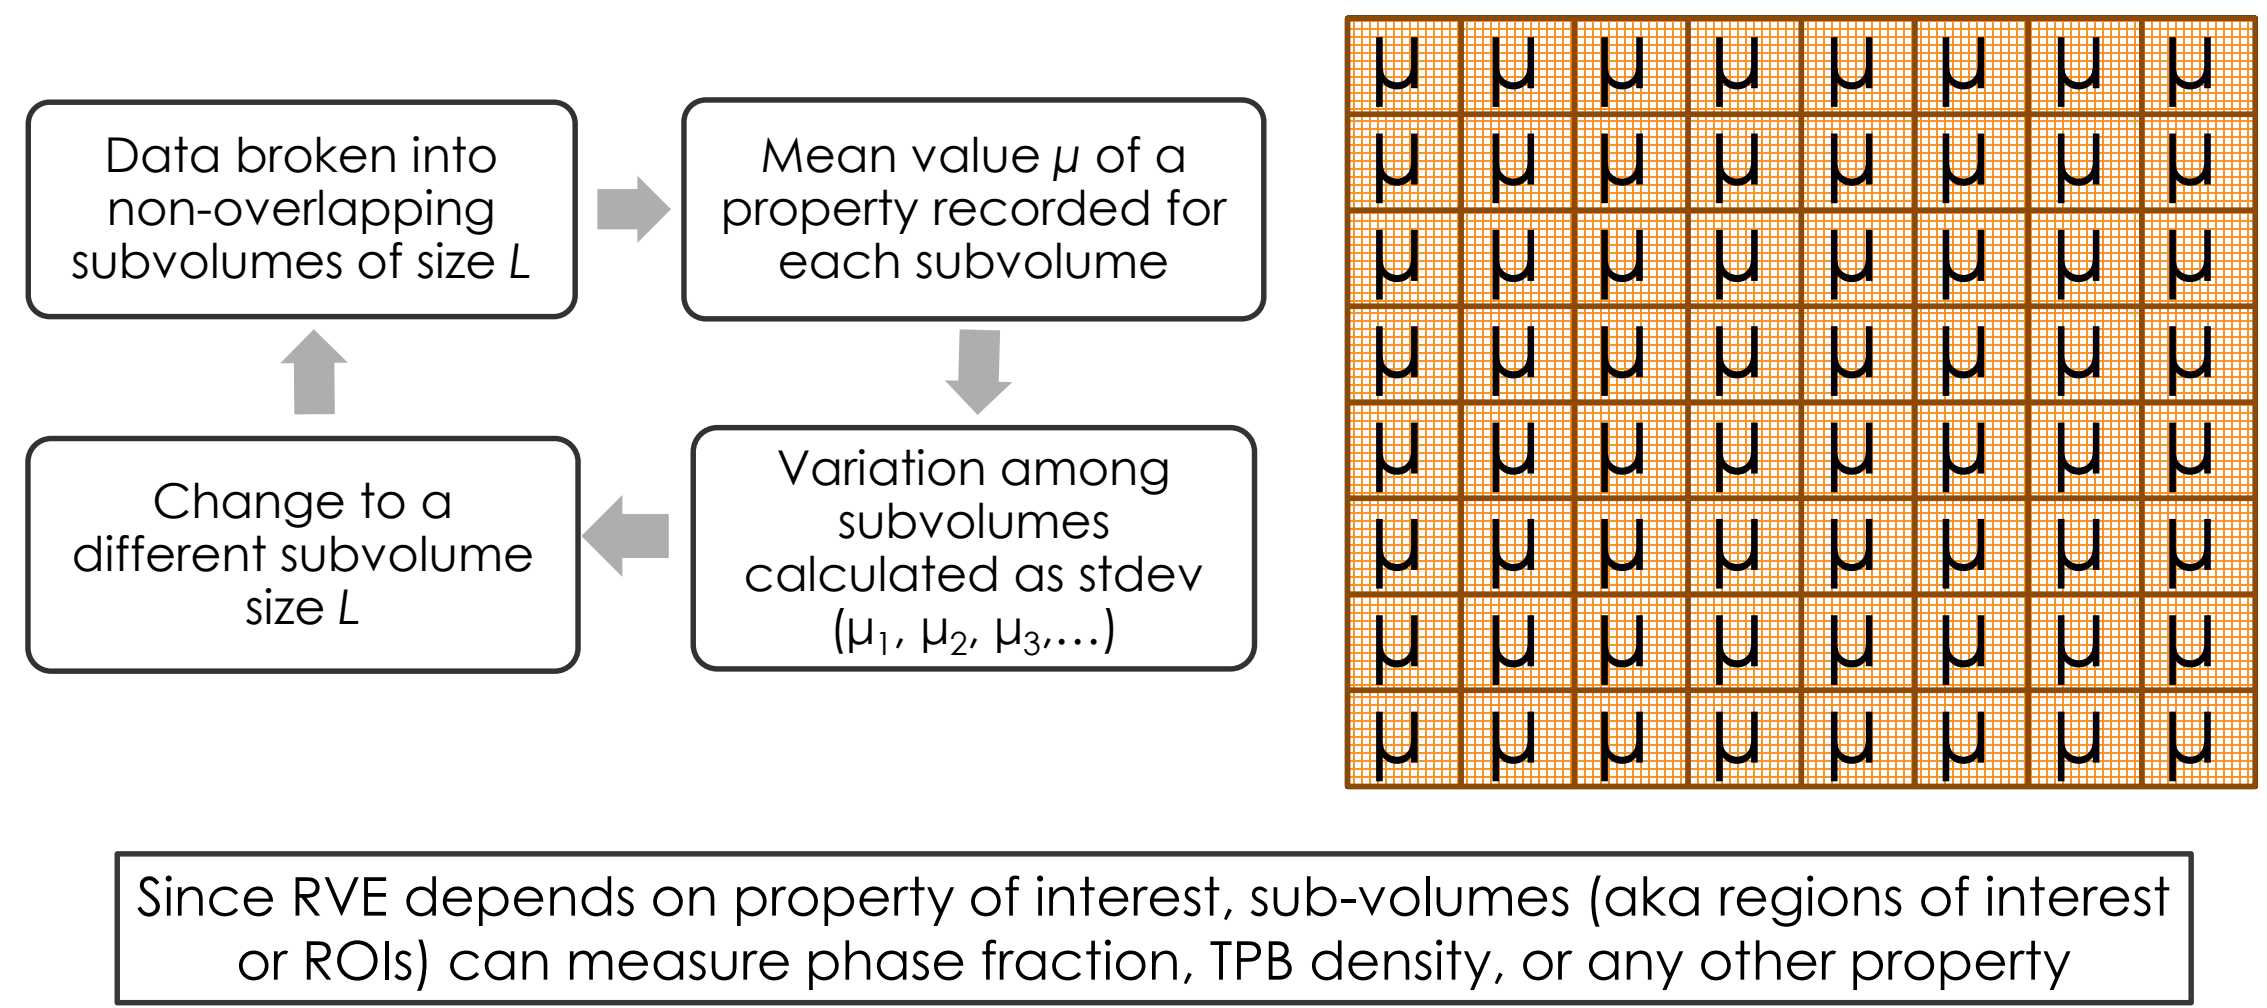 Data broken into
non-overlapping
subvolumes of size L
Mean value µ of a
property recorded for
each subvolume
Variation among
subvolumes
calculated as stdev
(µ₁, µ₂, µ₃,…)
Change to a
different subvolume
size L
µ µ µ µ µ µ µ µ
µ µ µ µ µ µ µ µ
µ µ µ µ µ µ µ µ
µ µ µ µ µ µ µ µ
µ µ µ µ µ µ µ µ
µ µ µ µ µ µ µ µ
µ µ µ µ µ µ µ µ
µ µ µ µ µ µ µ µ
Since RVE depends on property of interest, sub-volumes (aka regions of interest
or ROIs) can measure phase fraction, TPB density, or any other property